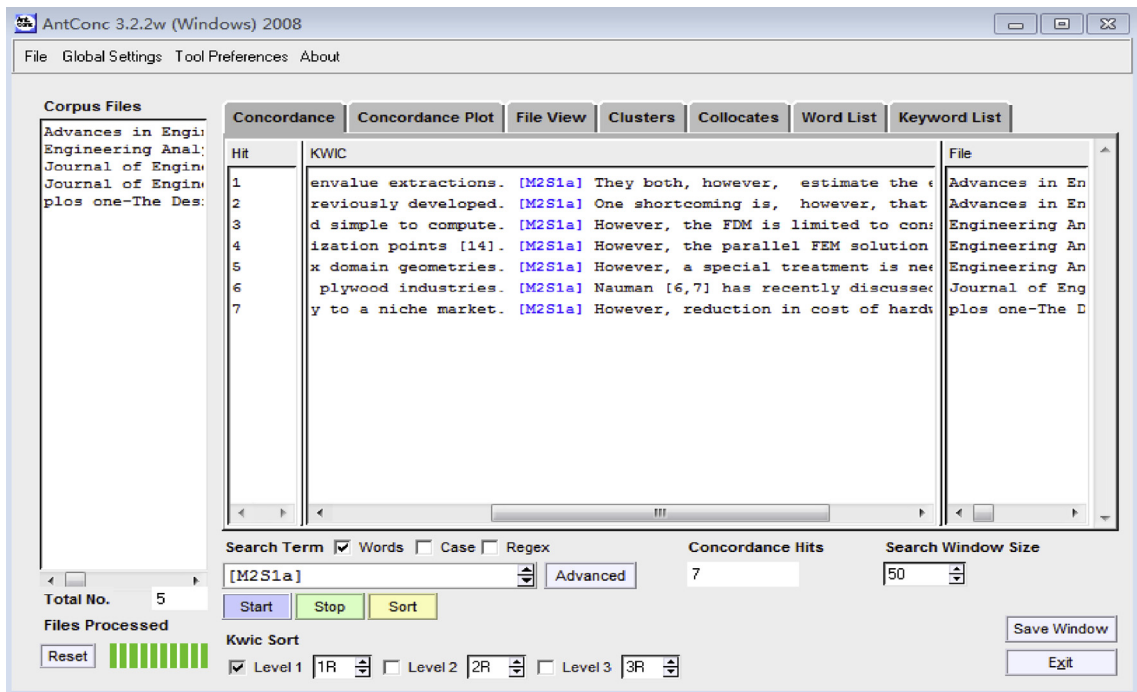 AntConc 3.2.2w (Windows) 2008
File Global Settings Tool Preferences About
Corpus Files
Advances in Engi
Engineering Anal
Journal of Engin
Journal of Engin
plos one-The Des
Total No. 5
Files Processed
Reset
Concordance Concordance Plot File View Clusters Collocates Word List Keyword List
Hit KWIC File
1 envalue extractions. [M2S1a] They both, however, estimate the Advances in En
2 reviously developed. [M2S1a] One shortcoming is, however, that Advances in En
3 d simple to compute. [M2S1a] However, the FDM is limited to cons Engineering An
4 ization points [14]. [M2S1a] However, the parallel FEM solution Engineering An
5 x domain geometries. [M2S1a] However, a special treatment is nee Engineering An
6 plywood industries. [M2S1a] Nauman [6,7] has recently discussed Journal of Eng
7 y to a niche market. [M2S1a] However, reduction in cost of hardw plos one-The D
Search Term Words Case Regex Concordance Hits Search Window Size
[M2S1a] Advanced 7 50
Start Stop Sort
Kwic Sort
Level 1 1R Level 2 2R Level 3 3R
Save Window
Exit